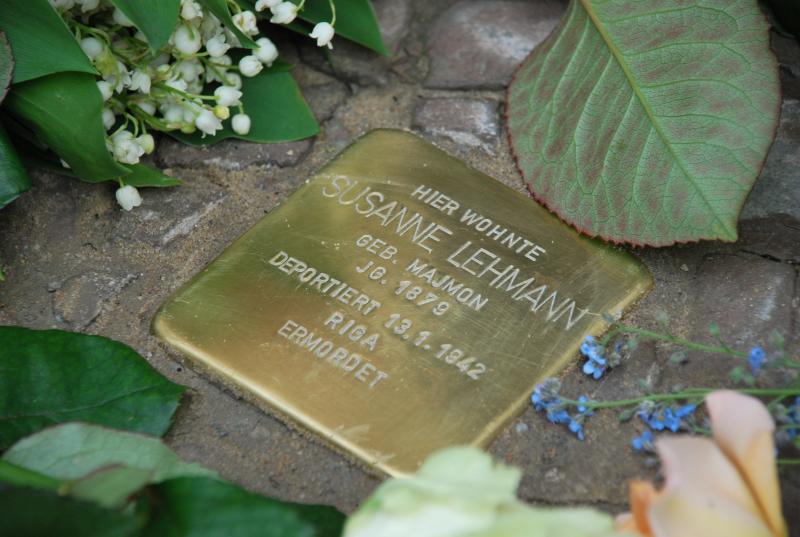 HIER WOHNTE
SUSANNE LEHMANN
GEB. MAJMON
JG. 1879
DEPORTIERT 13.1.1942
RIGA
ERMORDET